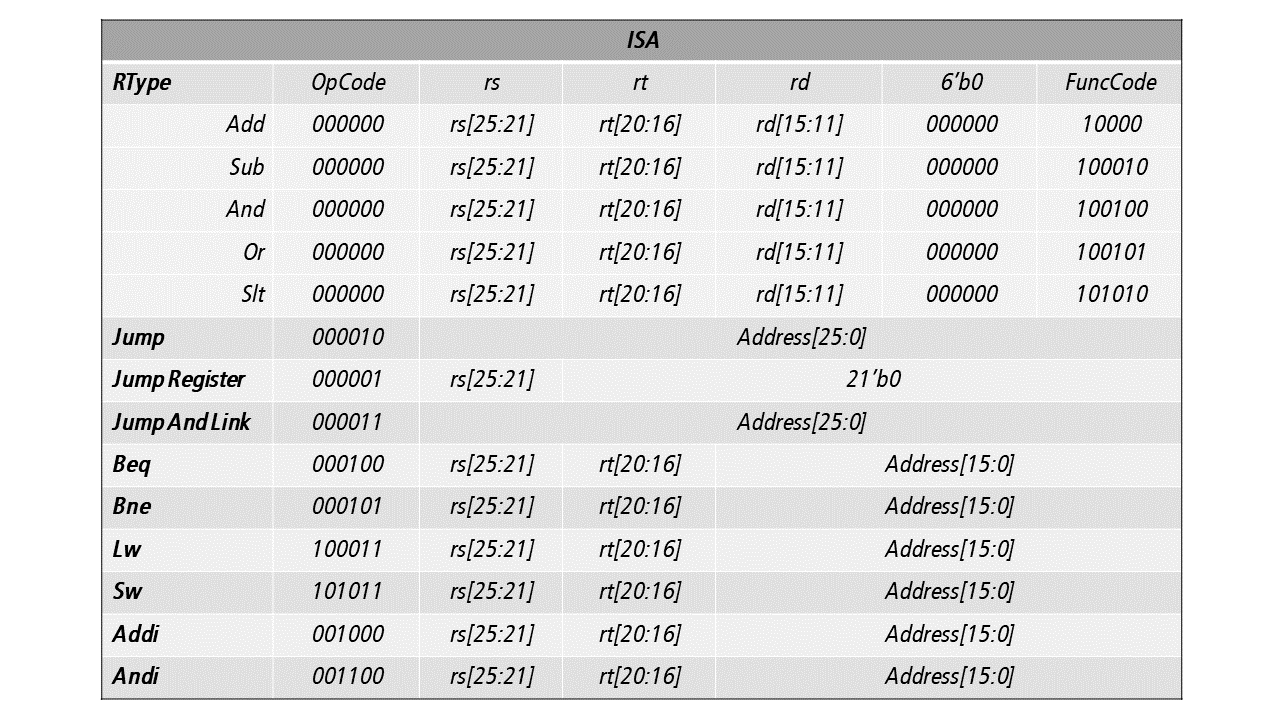 ISA
RType OpCode rs rt rd 6’b0 FuncCode
Add 000000 rs[25:21] rt[20:16] rd[15:11] 000000 10000
Sub 000000 rs[25:21] rt[20:16] rd[15:11] 000000 100010
And 000000 rs[25:21] rt[20:16] rd[15:11] 000000 100100
Or 000000 rs[25:21] rt[20:16] rd[15:11] 000000 100101
Slt 000000 rs[25:21] rt[20:16] rd[15:11] 000000 101010
Jump 000010 Address[25:0]
Jump Register 000001 rs[25:21] 21’b0
Jump And Link 000011 Address[25:0]
Beq 000100 rs[25:21] rt[20:16] Address[15:0]
Bne 000101 rs[25:21] rt[20:16] Address[15:0]
Lw 100011 rs[25:21] rt[20:16] Address[15:0]
Sw 101011 rs[25:21] rt[20:16] Address[15:0]
Addi 001000 rs[25:21] rt[20:16] Address[15:0]
Andi 001100 rs[25:21] rt[20:16] Address[15:0]